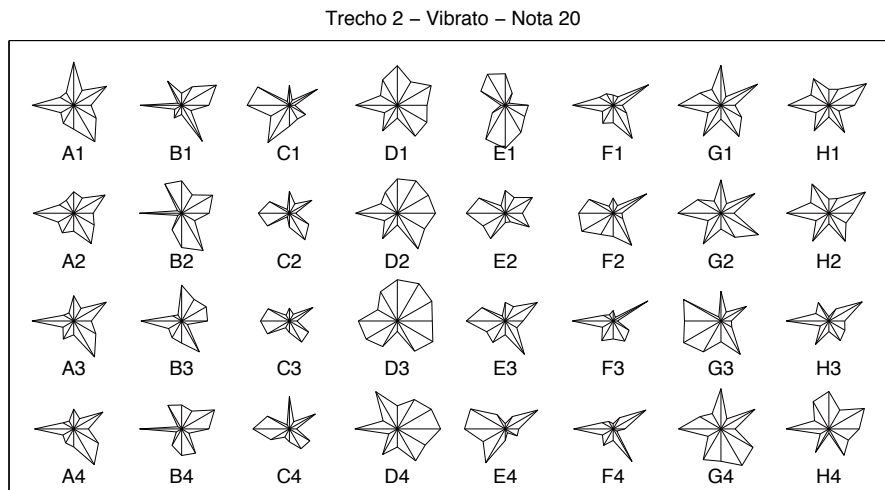 Trecho 2 − Vibrato − Nota 20
A1 B1 C1 D1 E1 F1 G1 H1
A2 B2 C2 D2 E2 F2 G2 H2
A3 B3 C3 D3 E3 F3 G3 H3
A4 B4 C4 D4 E4 F4 G4 H4